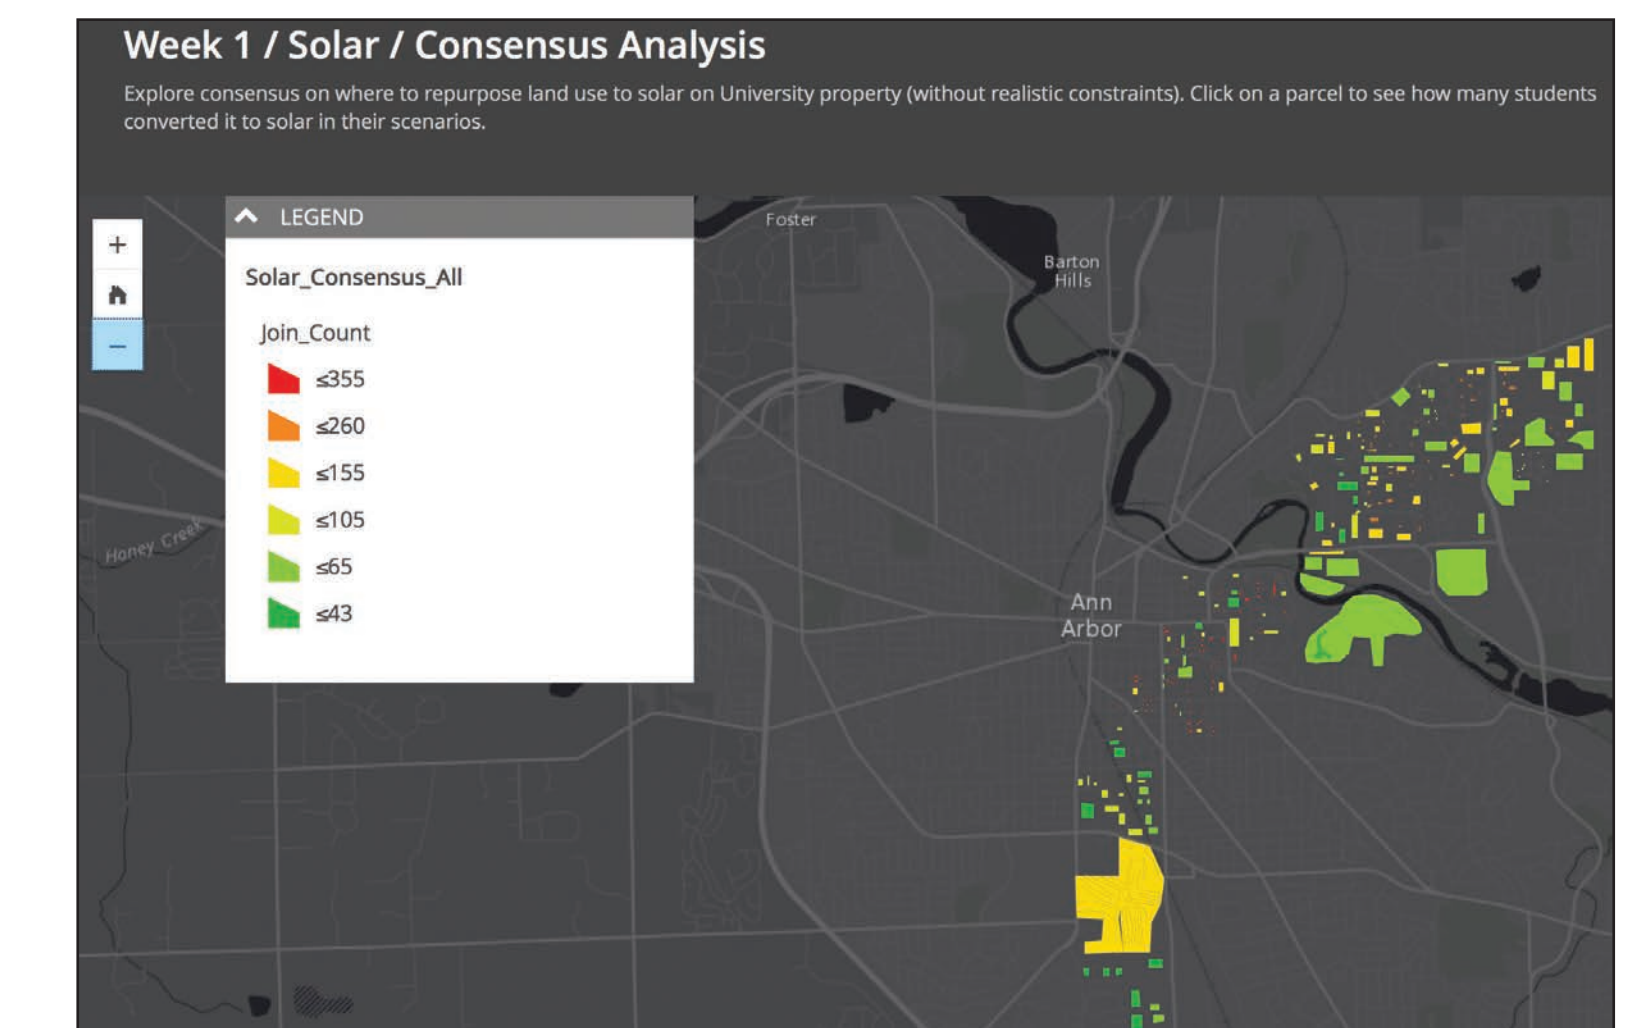 Week 1 / Solar / Consensus Analysis
Explore consensus on where to repurpose land use to solar on University property (without realistic constraints). Click on a parcel to see how many students
converted it to solar in their scenarios.
+
−
LEGEND
Solar_Consensus_All
Join_Count
≤355
≤260
≤155
≤105
≤65
≤43
Foster
Barton
Hills
Honey Creek
Ann
Arbor